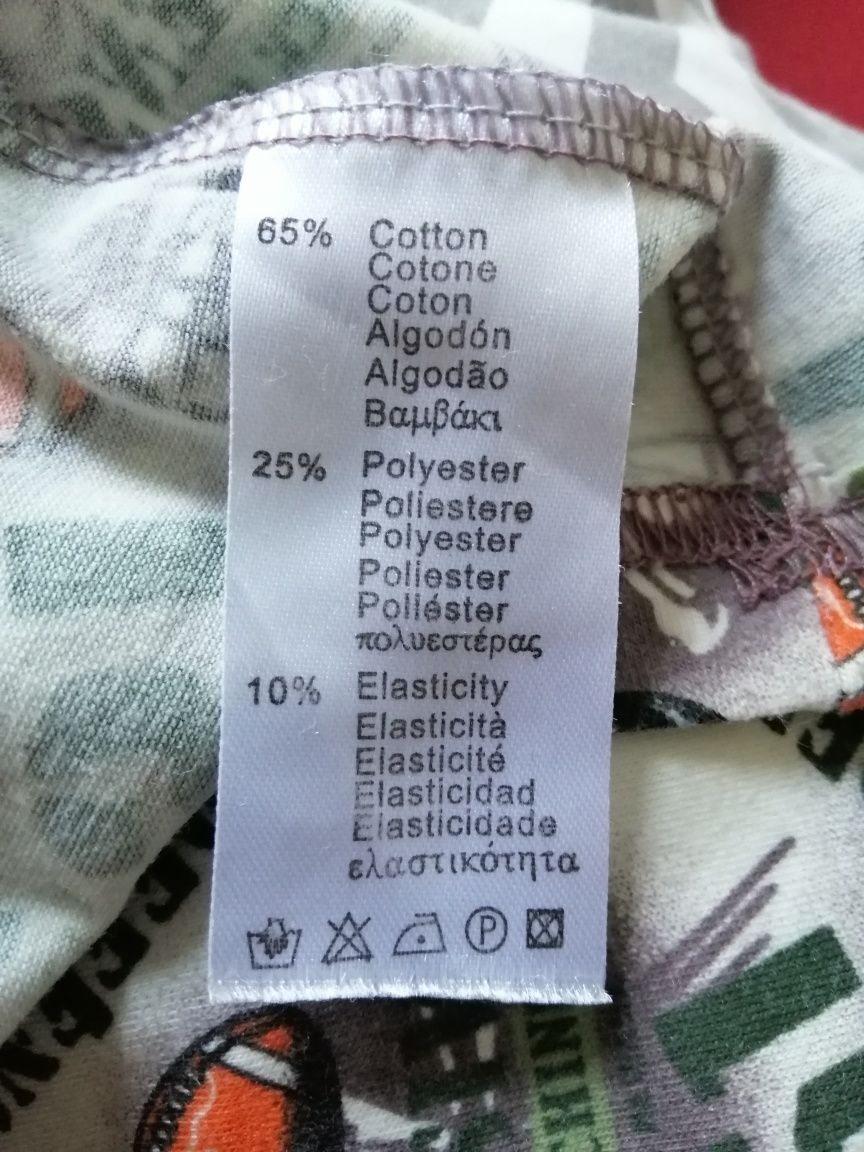 65% Cotton
Cotone
Coton
Algodón
Algodão
Βαμβάκι
25% Polyester
Poliestere
Polyester
Poliester
Poliéster
πολυεστέρας
10% Elasticity
Elasticità
Elasticité
Elasticidad
Elasticidade
ελαστικότητα
P